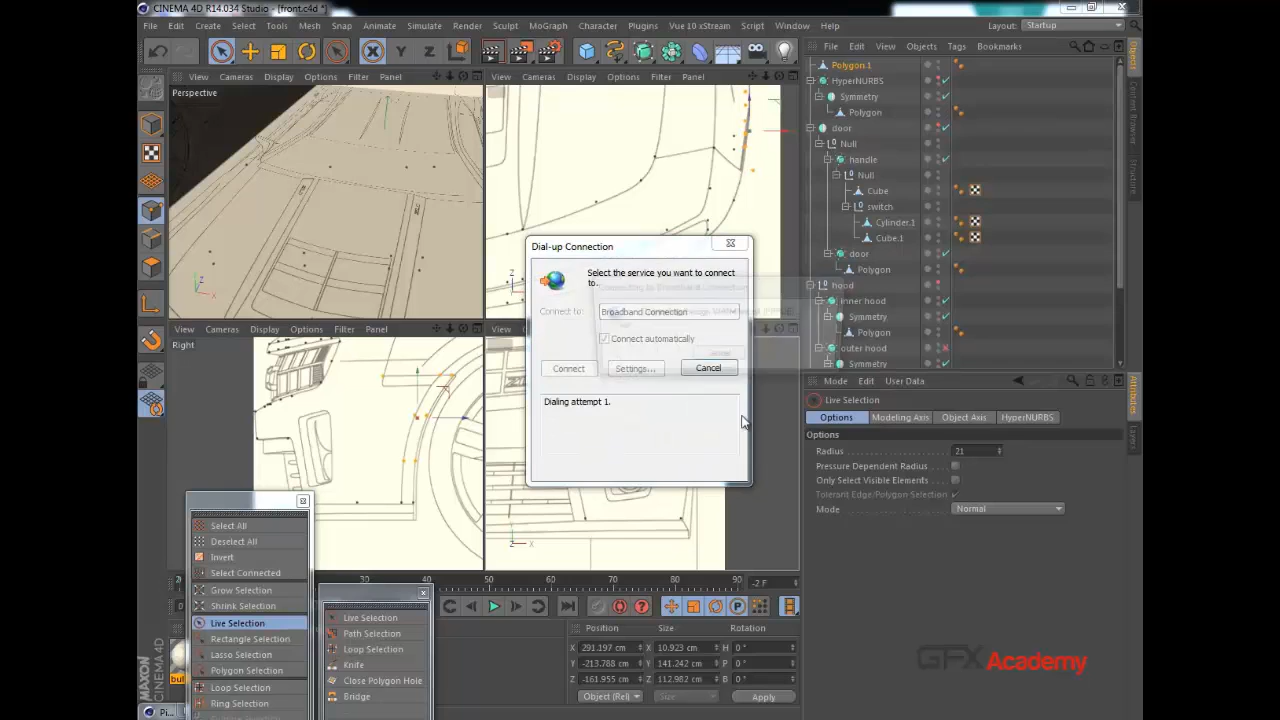 CINEMA 4D R14.034 Studio - [front.c4d *]
File Edit Create Select Tools Mesh Snap Animate Simulate Render Sculpt MoGraph Character Plugins Vue 10 xStream Script Window Help
Layout: Startup
X Y Z
File Edit View Objects Tags Bookmarks
View Cameras Display Options Filter Panel
View Cameras Display Options Filter Panel
Perspective
Polygon.1
HyperNURBS
Symmetry
Polygon
door
Null
handle
Null
Cube
switch
Cylinder.1
Cube.1
door
Polygon
hood
inner hood
Symmetry
Polygon
outer hood
Symmetry
Objects
Content Browser
Structure
Dial-up Connection
Select the service you want to connect
to.
Connect to: Broadband Connection
Connect automatically
Connect Settings... Cancel
Dialing attempt 1.
View Cameras Display Options Filter Panel
View
Right
Mode Edit User Data
Live Selection
Options Modeling Axis Object Axis HyperNURBS
Options
Radius 21
Pressure Dependent Radius
Only Select Visible Elements
Tolerant Edge/Polygon Selection
Mode Normal
Attributes
Layers
Select All
Deselect All
Invert
Select Connected
Grow Selection
Shrink Selection
Live Selection
Rectangle Selection
Lasso Selection
Polygon Selection
Loop Selection
Ring Selection
Live Selection
Path Selection
Loop Selection
Knife
Close Polygon Hole
Bridge
30 40 50 60 70 80 90 -2 F
Position Size Rotation
X 291.197 cm X 10.923 cm H 0 °
Y -213.788 cm Y 141.242 cm P 0 °
Z -161.955 cm Z 112.982 cm B 0 °
Object (Rel) Size Apply
MAXON
CINEMA 4D
GFX Academy